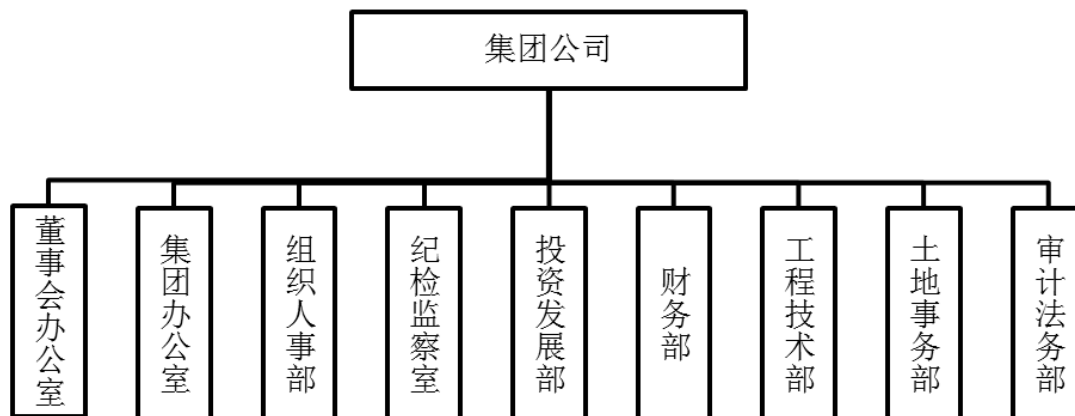 集团公司
董事会办公室
集团办公室
组织人事部
纪检监察室
投资发展部
财务部
工程技术部
土地事务部
审计法务部